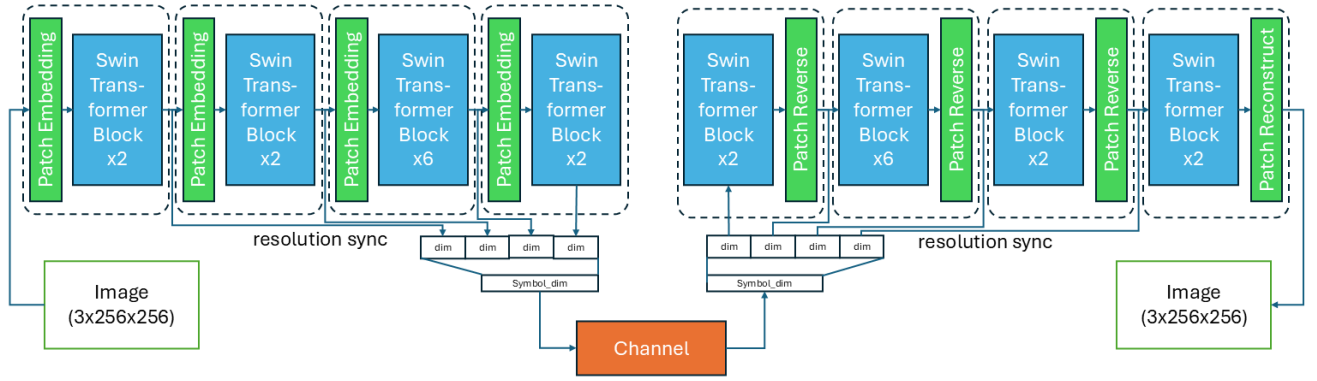 Patch Embedding
Swin
Trans-
former
Block
x2
Patch Embedding
Swin
Trans-
former
Block
x2
Patch Embedding
Swin
Trans-
former
Block
x6
Patch Embedding
Swin
Trans-
former
Block
x2
Swin
Trans-
former
Block
x2
Patch Reverse
Swin
Trans-
former
Block
x6
Patch Reverse
Swin
Trans-
former
Block
x2
Patch Reverse
Swin
Trans-
former
Block
x2
Patch Reconstruct
resolution sync
dim
dim
dim
dim
Symbol_dim
dim
dim
dim
dim
Symbol_dim
resolution sync
Image
(3x256x256)
Channel
Image
(3x256x256)